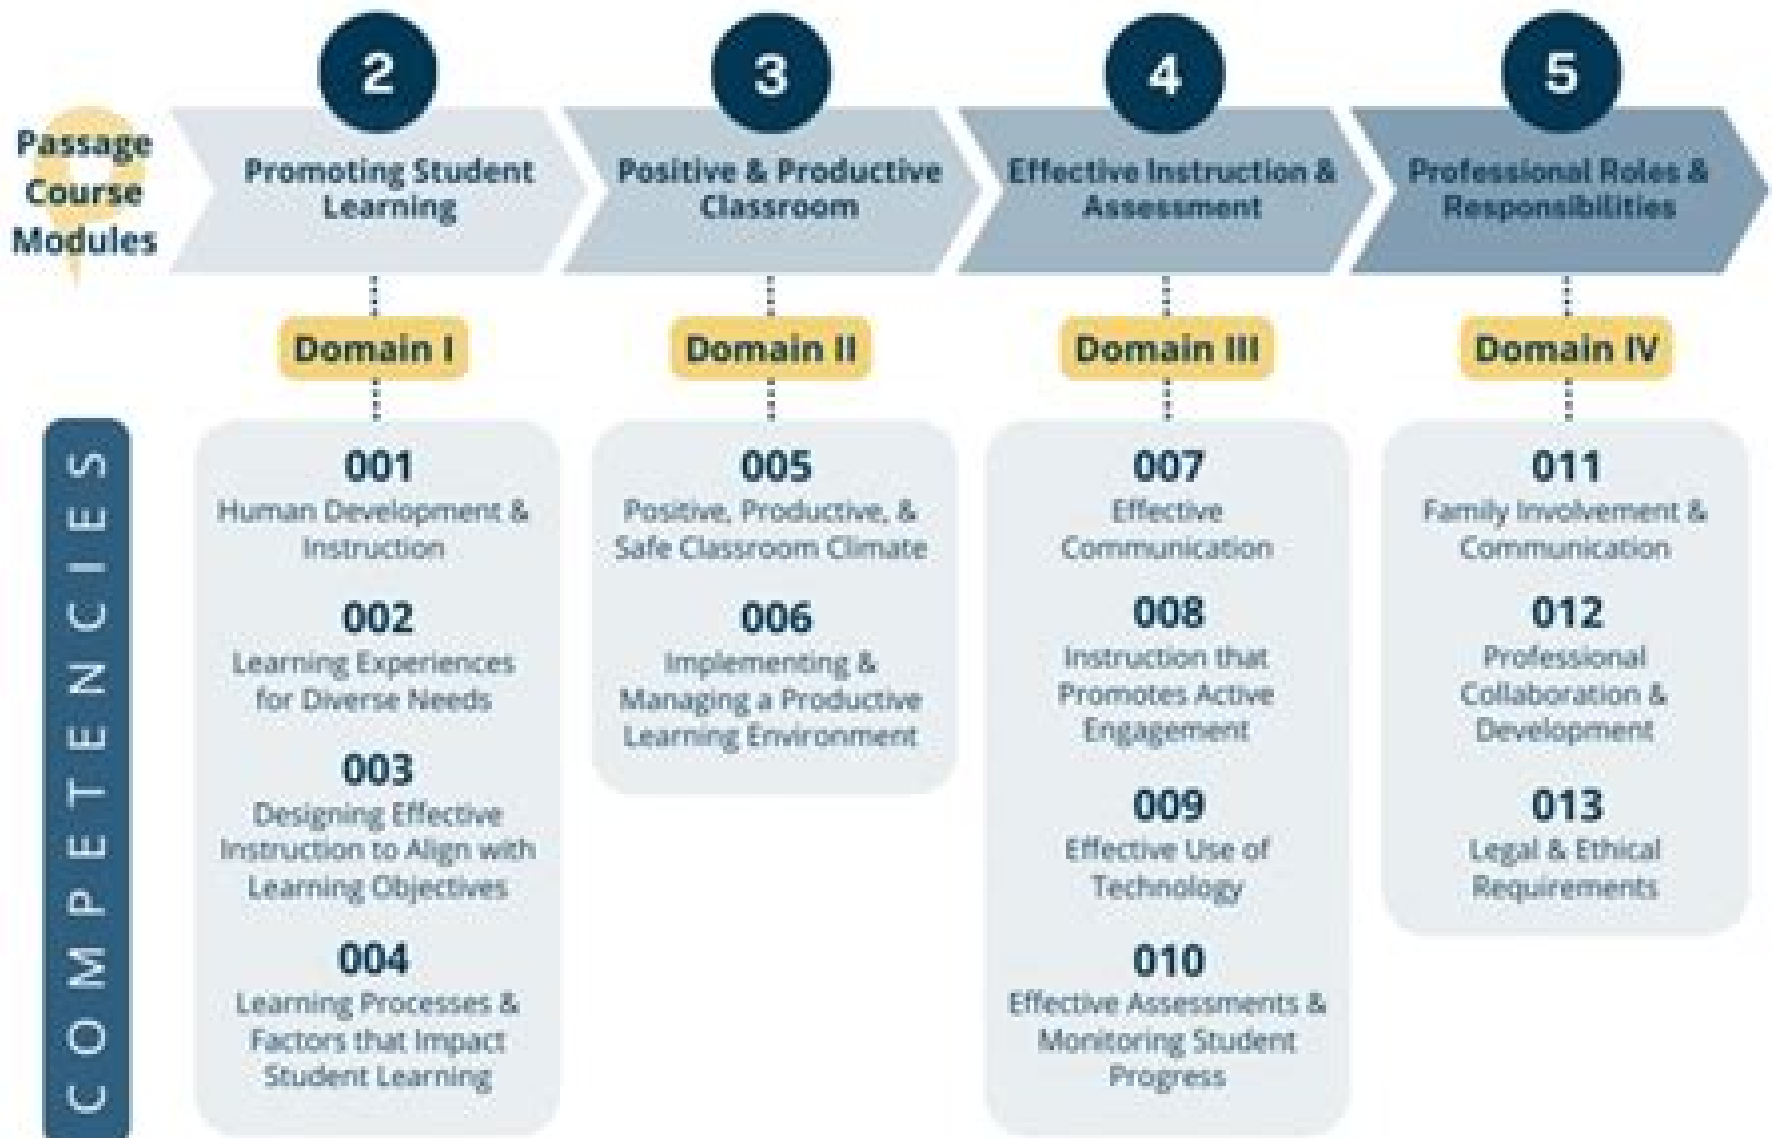 Passage
Course
Modules
2
Promoting Student
Learning
3
Positive & Productive
Classroom
4
Effective Instruction &
Assessment
5
Professional Roles &
Responsibilities
Domain I
Domain II
Domain III
Domain IV
COMPETENCIES
001
Human Development &
Instruction
002
Learning Experiences
for Diverse Needs
003
Designing Effective
Instruction to Align with
Learning Objectives
004
Learning Processes &
Factors that Impact
Student Learning
005
Positive, Productive, &
Safe Classroom Climate
006
Implementing &
Managing a Productive
Learning Environment
007
Effective
Communication
008
Instruction that
Promotes Active
Engagement
009
Effective Use of
Technology
010
Effective Assessments &
Monitoring Student
Progress
011
Family Involvement &
Communication
012
Professional
Collaboration &
Development
013
Legal & Ethical
Requirements